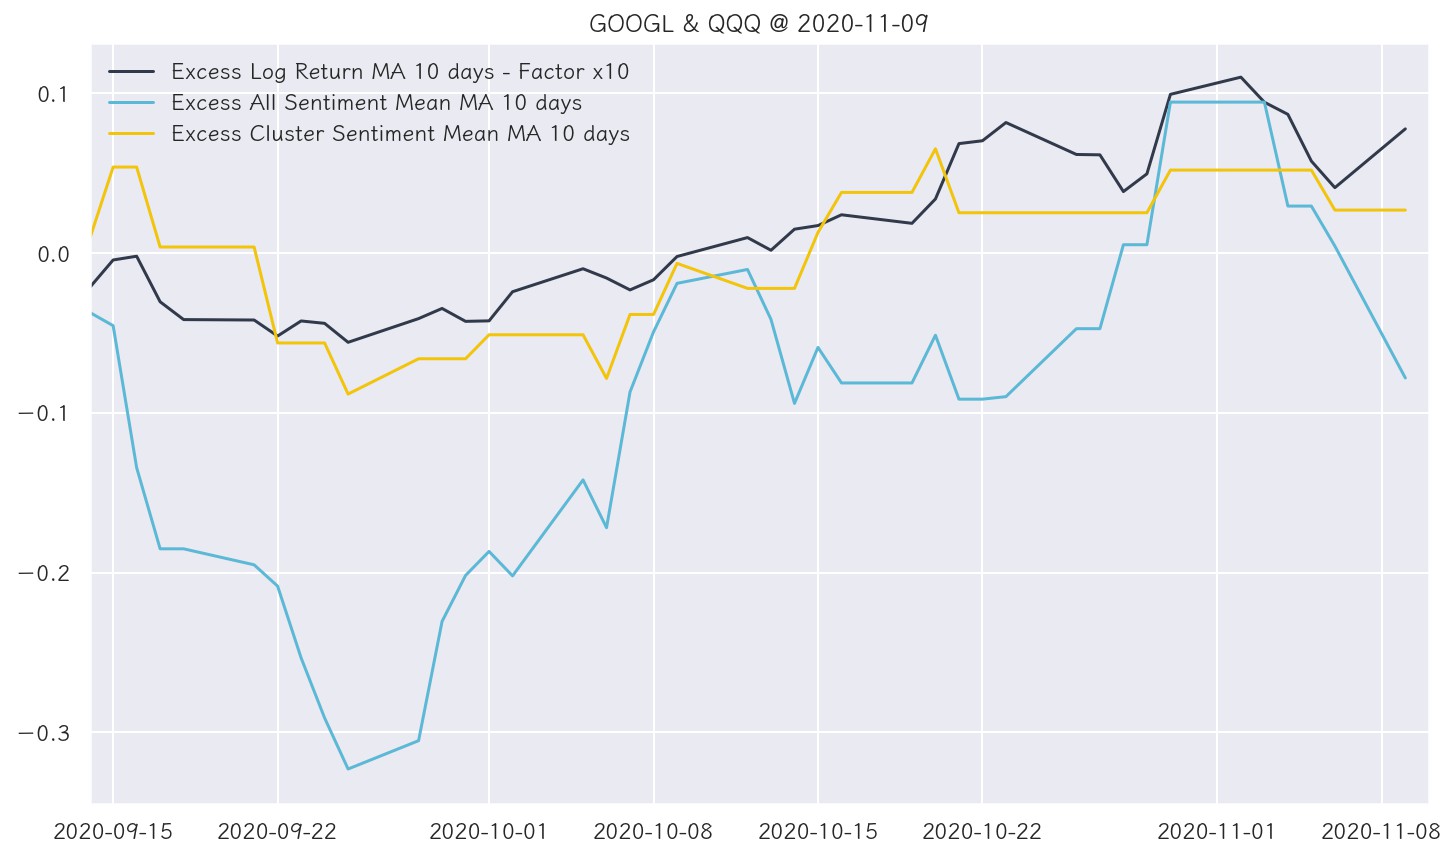 GOOGL & QQQ @ 2020-11-09
Excess Log Return MA 10 days - Factor x10
Excess All Sentiment Mean MA 10 days
Excess Cluster Sentiment Mean MA 10 days
0.1
0.0
−0.1
−0.2
−0.3
2020-09-15 2020-09-22 2020-10-01 2020-10-08 2020-10-15 2020-10-22 2020-11-01 2020-11-08